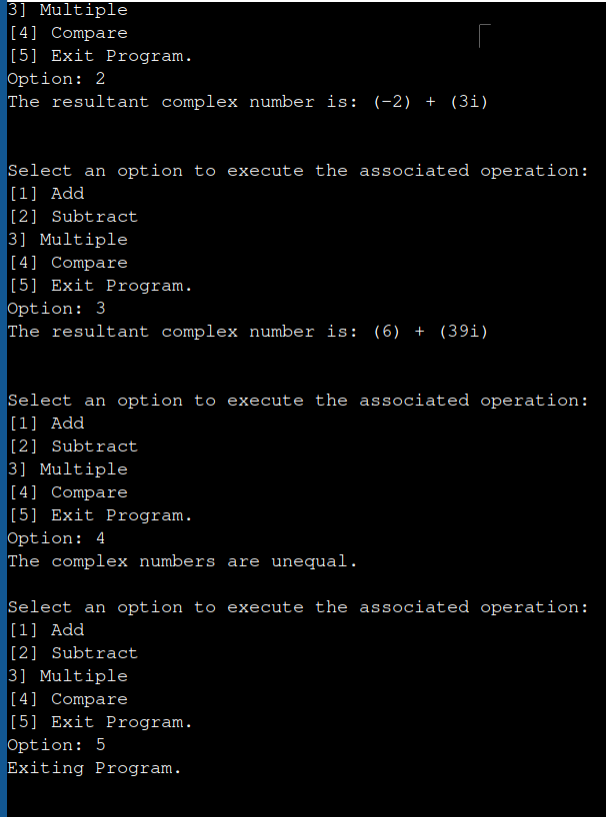 3] Multiple
[4] Compare
[5] Exit Program.
Option: 2
The resultant complex number is: (-2) + (3i)
Select an option to execute the associated operation:
[1] Add
[2] Subtract
3] Multiple
[4] Compare
[5] Exit Program.
Option: 3
The resultant complex number is: (6) + (39i)
Select an option to execute the associated operation:
[1] Add
[2] Subtract
3] Multiple
[4] Compare
[5] Exit Program.
Option: 4
The complex numbers are unequal.
Select an option to execute the associated operation:
[1] Add
[2] Subtract
3] Multiple
[4] Compare
[5] Exit Program.
Option: 5
Exiting Program.